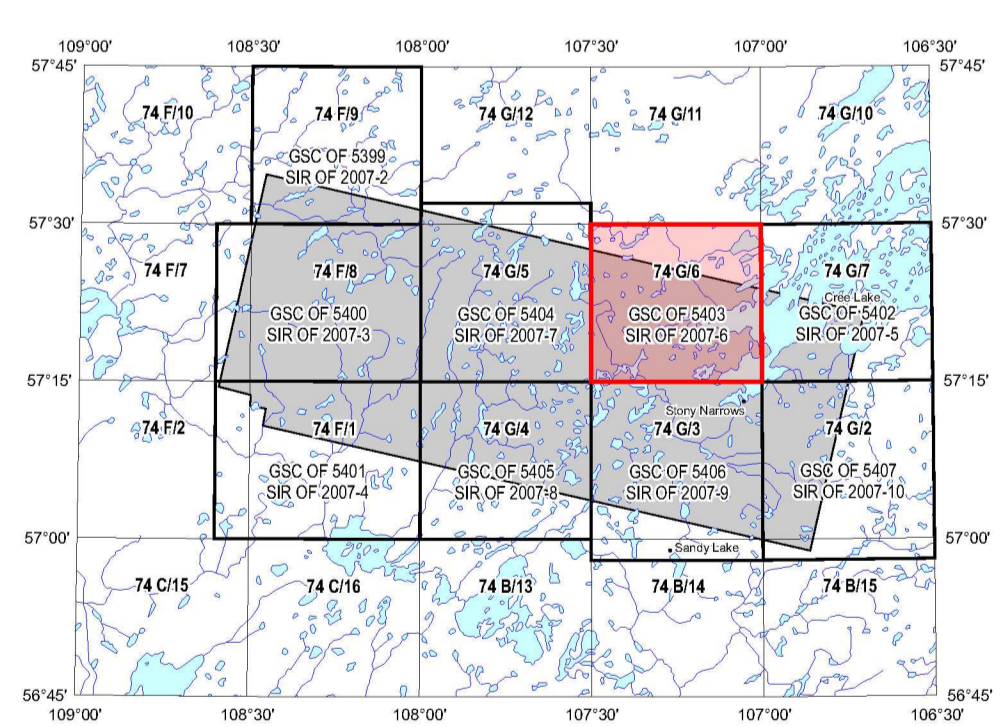 109°00' 108°30' 108°00' 107°30' 107°00' 106°30'
57°45' 57°45'
74 F/10 74 F/9 74 G/12 74 G/11 74 G/10
GSC OF 5399
SIR OF 2007-2
57°30' 57°30'
74 F/7 74 F/8 74 G/5 74 G/6 74 G/7
Cree Lake
GSC OF 5400 GSC OF 5404 GSC OF 5403 GSC OF 5402
SIR OF 2007-3 SIR OF 2007-7 SIR OF 2007-6 SIR OF 2007-5
57°15' 57°15'
Stony Narrows
74 F/2 74 F/1 74 G/4 74 G/3 74 G/2
GSC OF 5401 GSC OF 5405 GSC OF 5406 GSC OF 5407
SIR OF 2007-4 SIR OF 2007-8 SIR OF 2007-9 SIR OF 2007-10
57°00' 57°00'
Sandy Lake
74 C/15 74 C/16 74 B/13 74 B/14 74 B/15
56°45' 56°45'
109°00' 108°30' 108°00' 107°30' 107°00' 106°30'